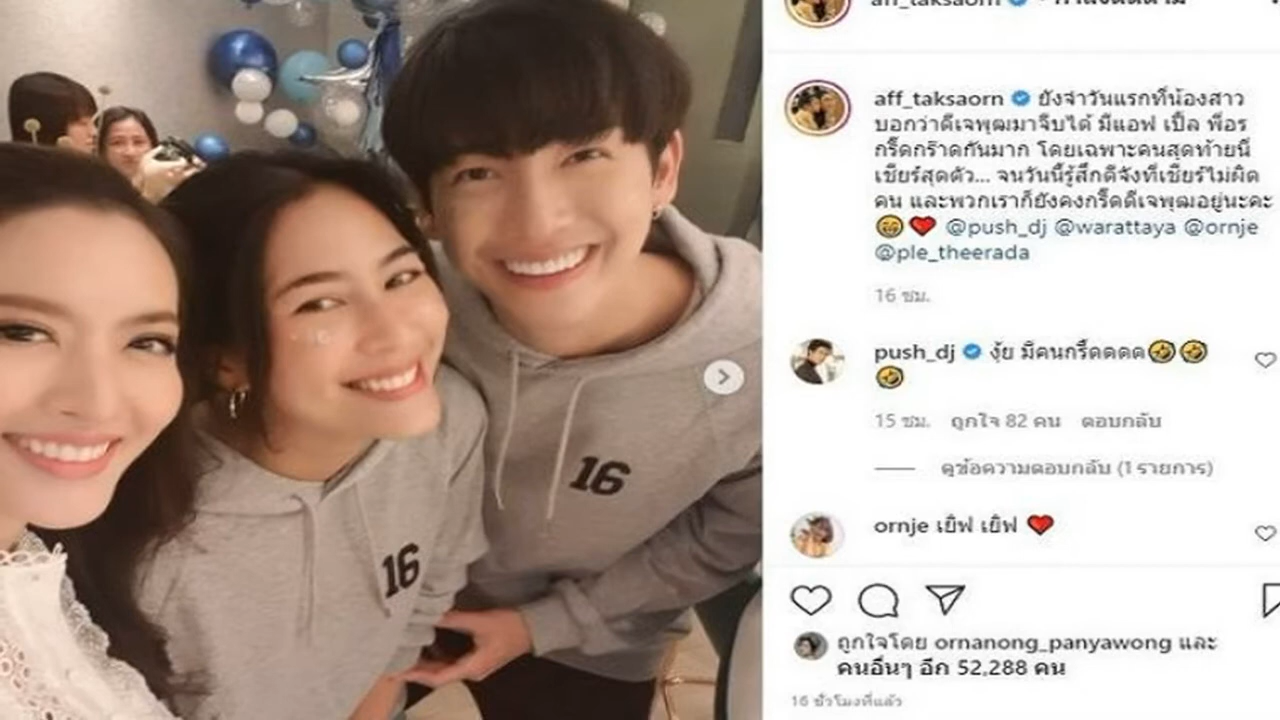 16
16
aff_taksaorn • กำลังติดตาม
aff_taksaorn ยังจำวันแรกที่น้องสาว
บอกว่าดีเจพุฒมาจีบได้ มีแอฟ เปิ้ล พี่อร
กรี๊ดกร๊าดกันมาก โดยเฉพาะคนสุดท้ายนี้
เชียร์สุดตัว... จนวันนี้รู้สึกดีจังที่เชียร์ไม่ผิด
คน และพวกเราก็ยังคงกรี๊ดดีเจพุฒอยู่นะคะ
😁❤️ @push_dj @warattaya @ornje
@ple_theerada
16 ชม.
push_dj งุ้ย มีคนกรี๊ดดดด🤣🤣
🤣
15 ชม. ถูกใจ 82 คน ตอบกลับ
ดูข้อความตอบกลับ (1 รายการ)
ornje เย้ฟ เย้ฟ ❤️
ถูกใจโดย ornanong_panyawong และ
คนอื่นๆ อีก 52,288 คน
16 ชั่วโมงที่แล้ว